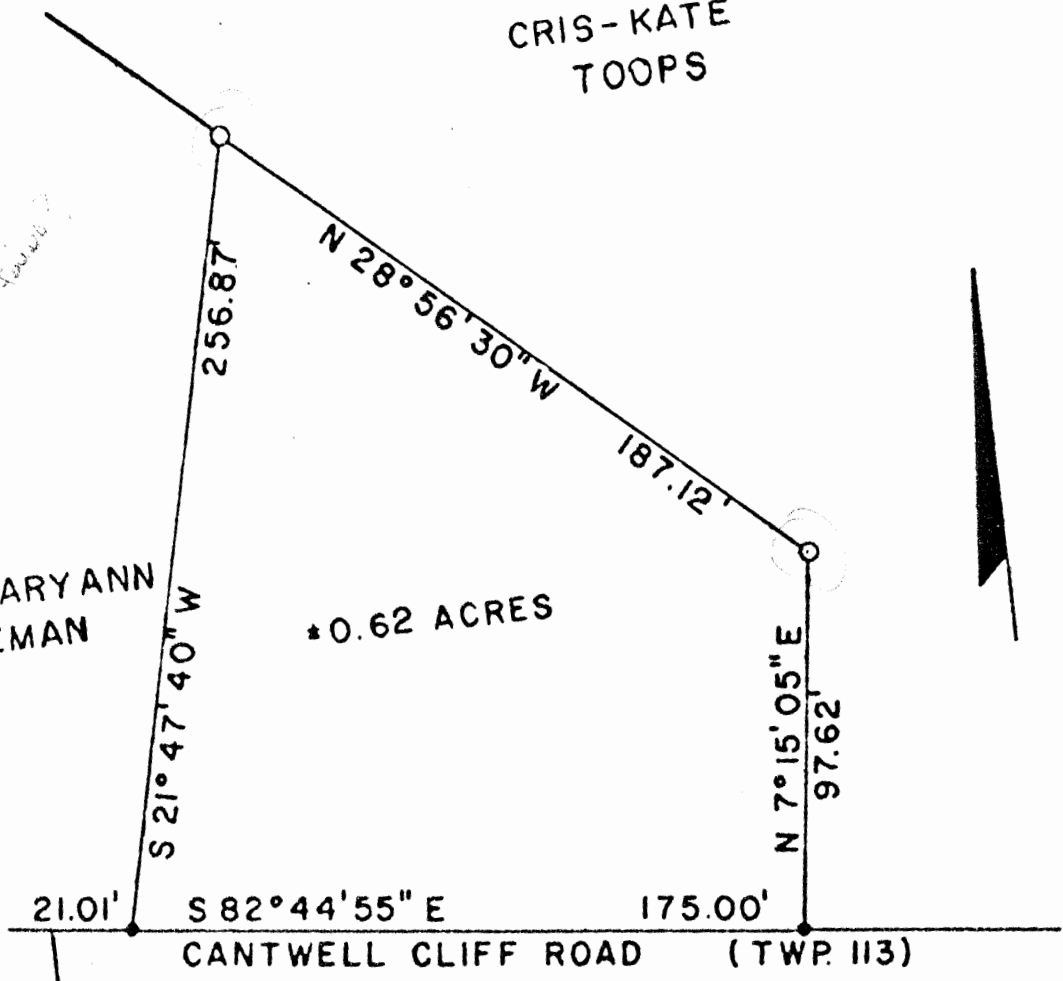 CRIS-KATE
TOOPS
N 28° 56' 30" W
187.12'
256.87'
S 21° 47' 40" W
ARY ANN
EMAN
*0.62 ACRES
N 7° 15' 05" E
97.62'
21.01' S 82° 44' 55" E 175.00'
CANTWELL CLIFF ROAD (TWP. 113)